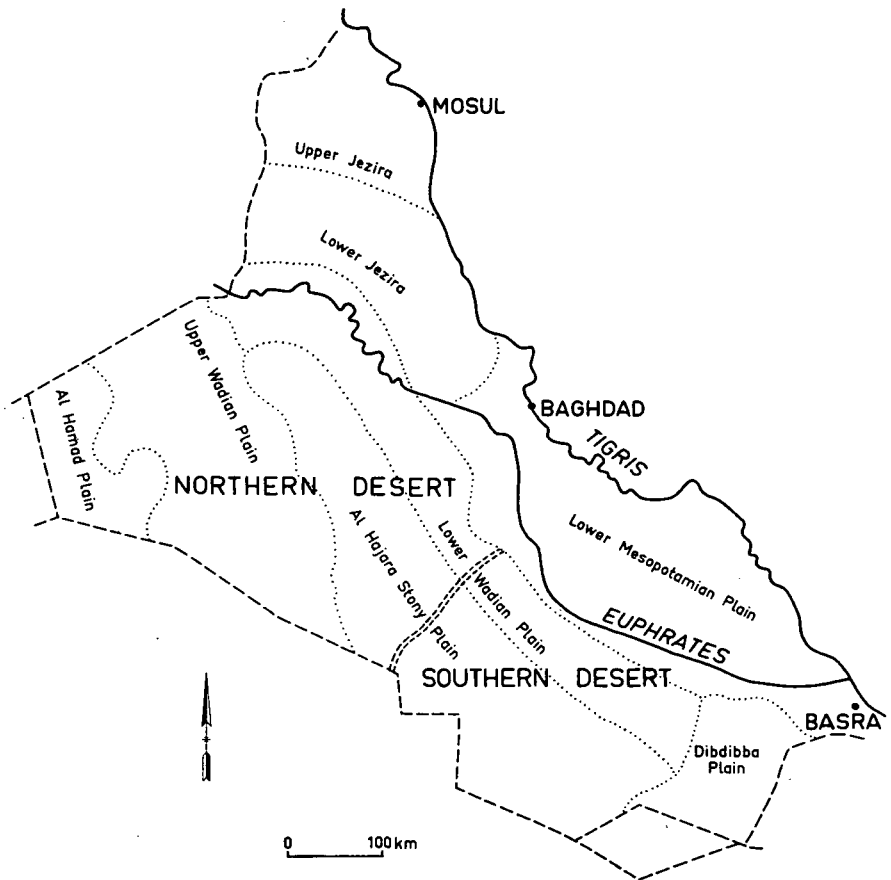 MOSUL
Upper Jezira
Lower Jezira
Upper Wadian Plain
BAGHDAD
Al Hamad Plain
TIGRIS
NORTHERN DESERT
Al Hajara Stony Plain
Lower Wadian Plain
Lower Mesopotamian Plain
EUPHRATES
SOUTHERN DESERT
BASRA
Dibdibba
Plain
0 100 km